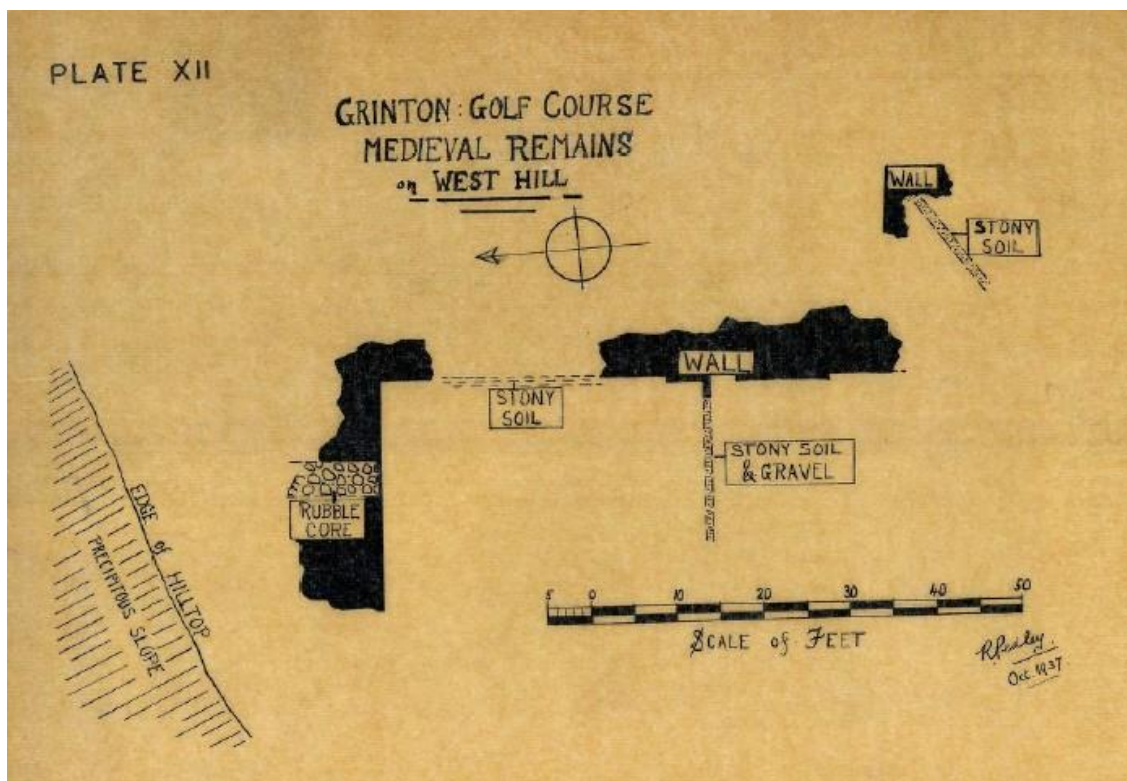 PLATE XII
GRINTON: GOLF COURSE
MEDIEVAL REMAINS
on WEST HILL
WALL
STONY
SOIL
WALL
STONY
SOIL
STONY SOIL
& GRAVEL
RUBBLE
CORE
EDGE of HILLTOP
PRECIPITOUS SLOPE
5 0 10 20 30 40 50
SCALE of FEET
R Pedley
Oct. 1937